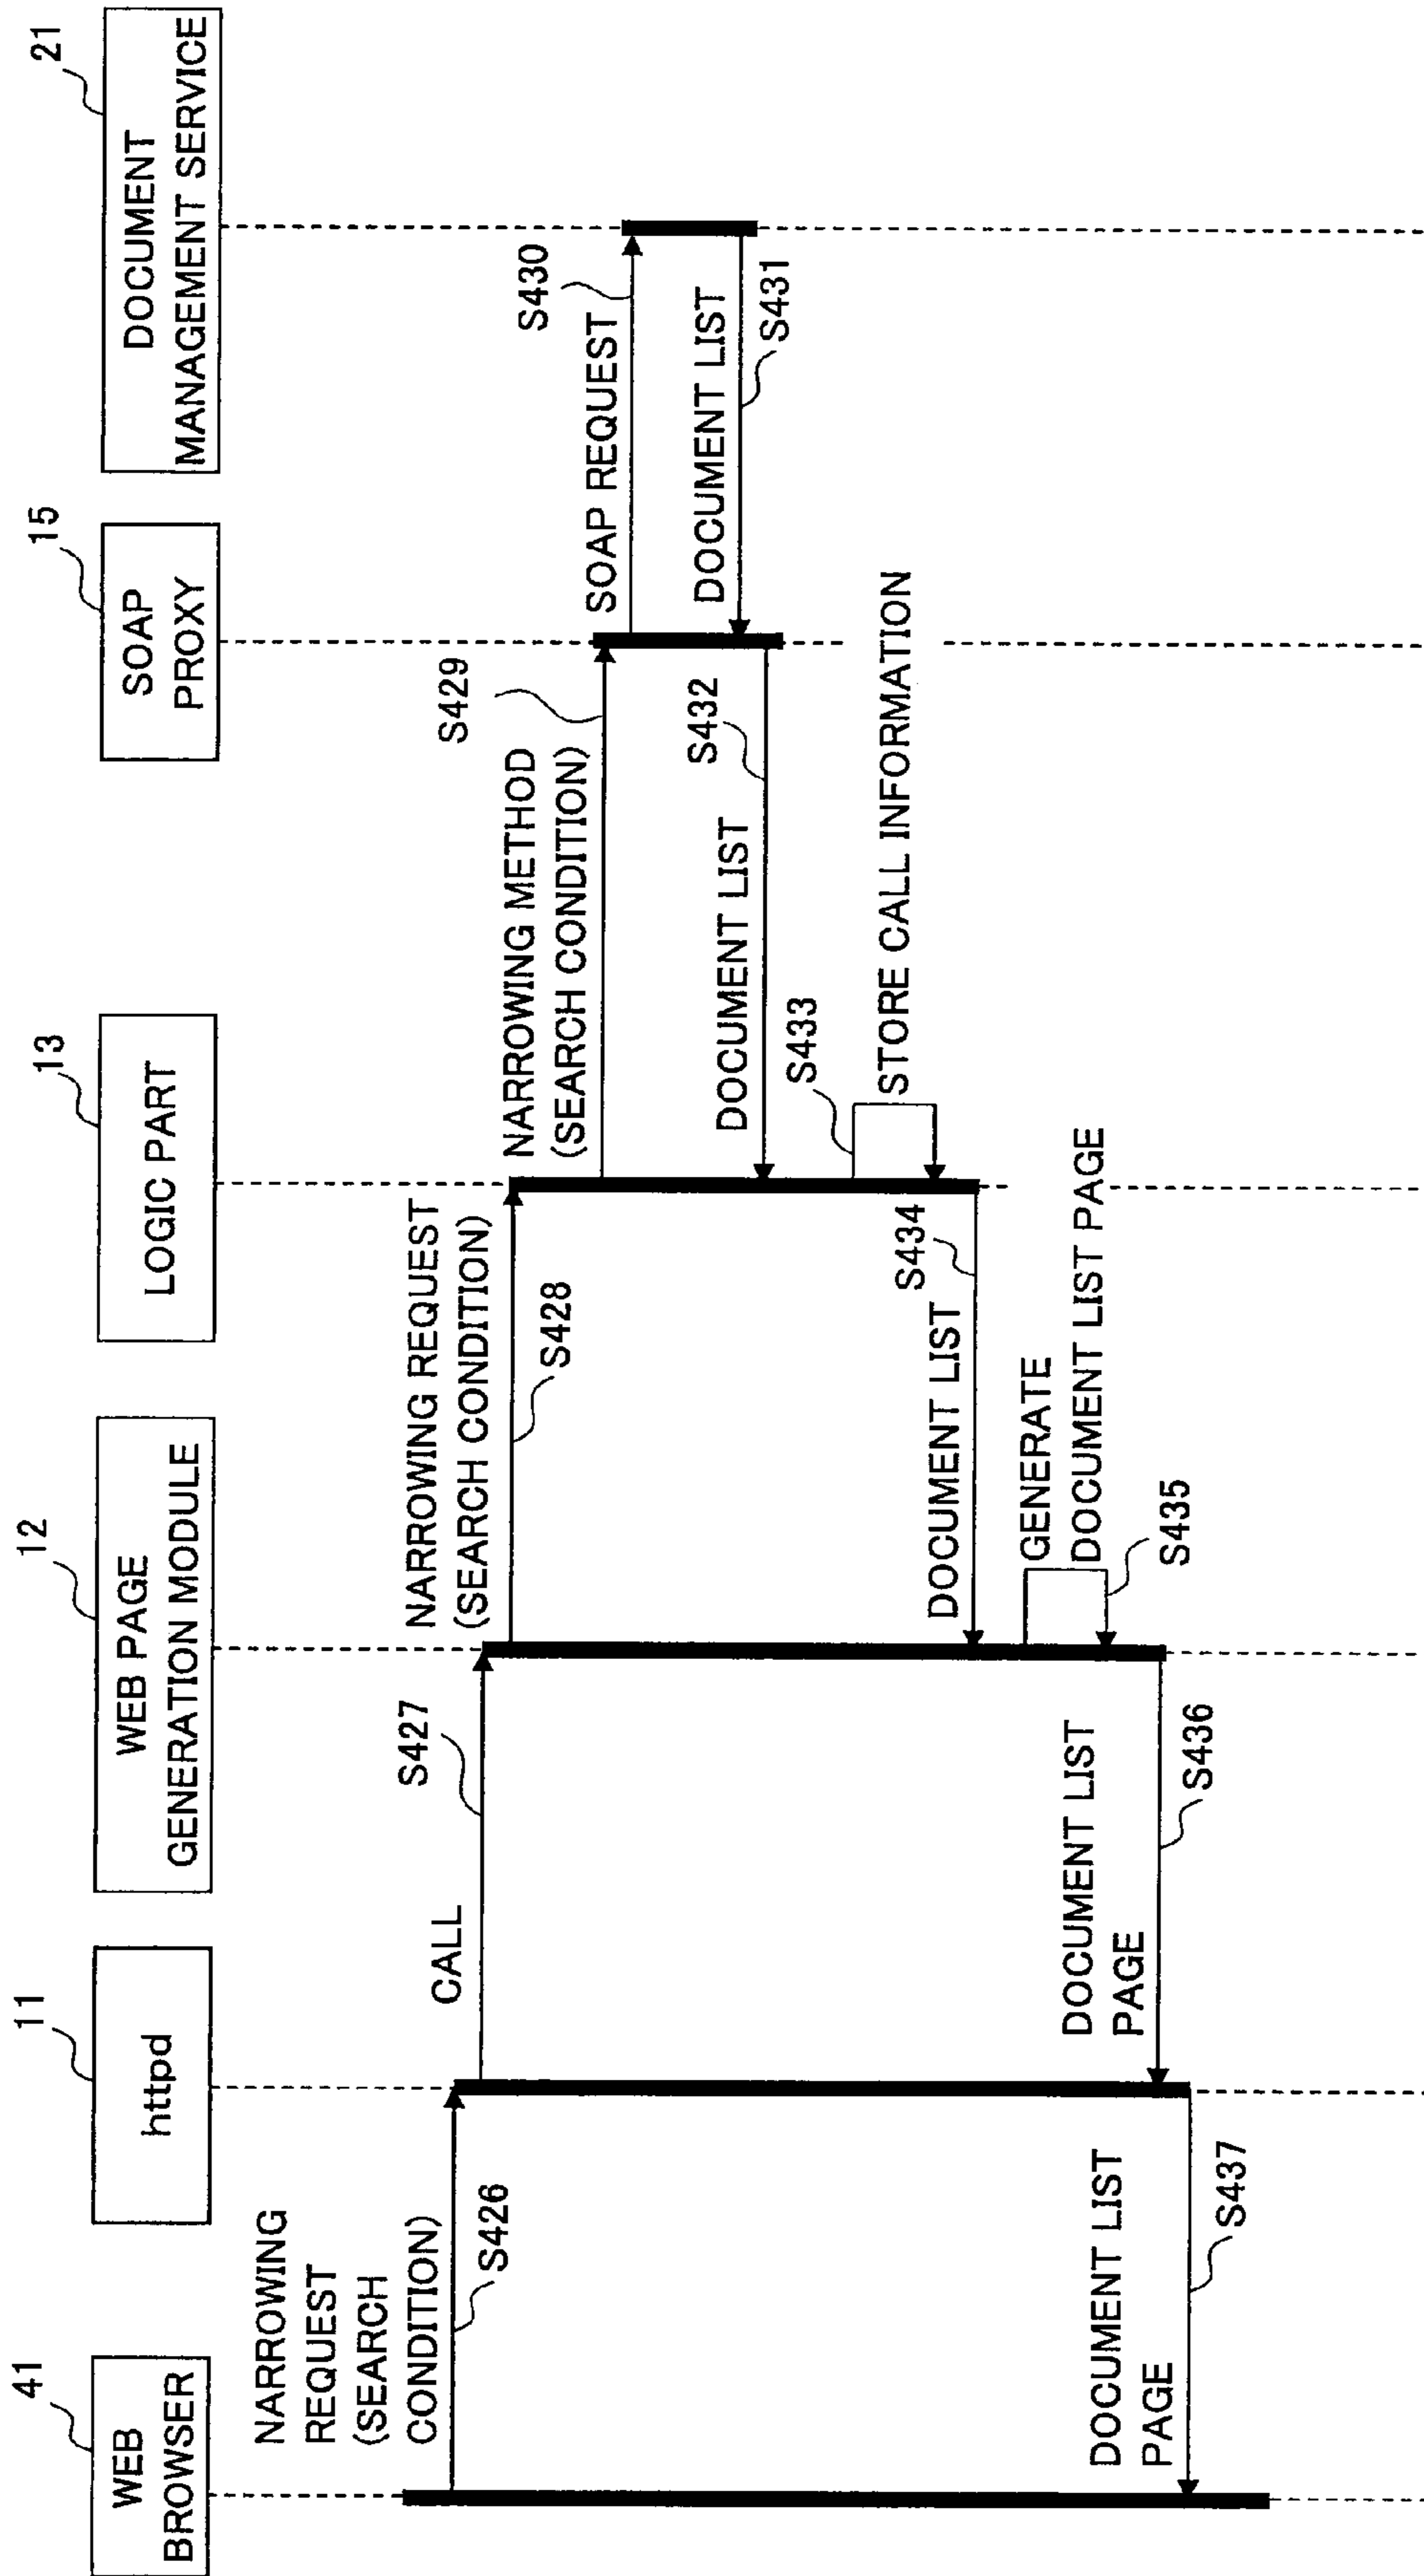 41
WEB
BROWSER
11
httpd
12
WEB PAGE
GENERATION MODULE
13
LOGIC PART
15
SOAP
PROXY
21
DOCUMENT
MANAGEMENT SERVICE
NARROWING
REQUEST
(SEARCH
CONDITION)
S426
CALL
S427
NARROWING REQUEST
(SEARCH CONDITION)
S428
NARROWING METHOD
(SEARCH CONDITION)
S429
SOAP REQUEST
S430
DOCUMENT LIST
S431
DOCUMENT LIST
S432
S433
STORE CALL INFORMATION
DOCUMENT LIST
S434
GENERATE
DOCUMENT LIST PAGE
S435
DOCUMENT LIST
PAGE
S436
DOCUMENT LIST
PAGE
S437